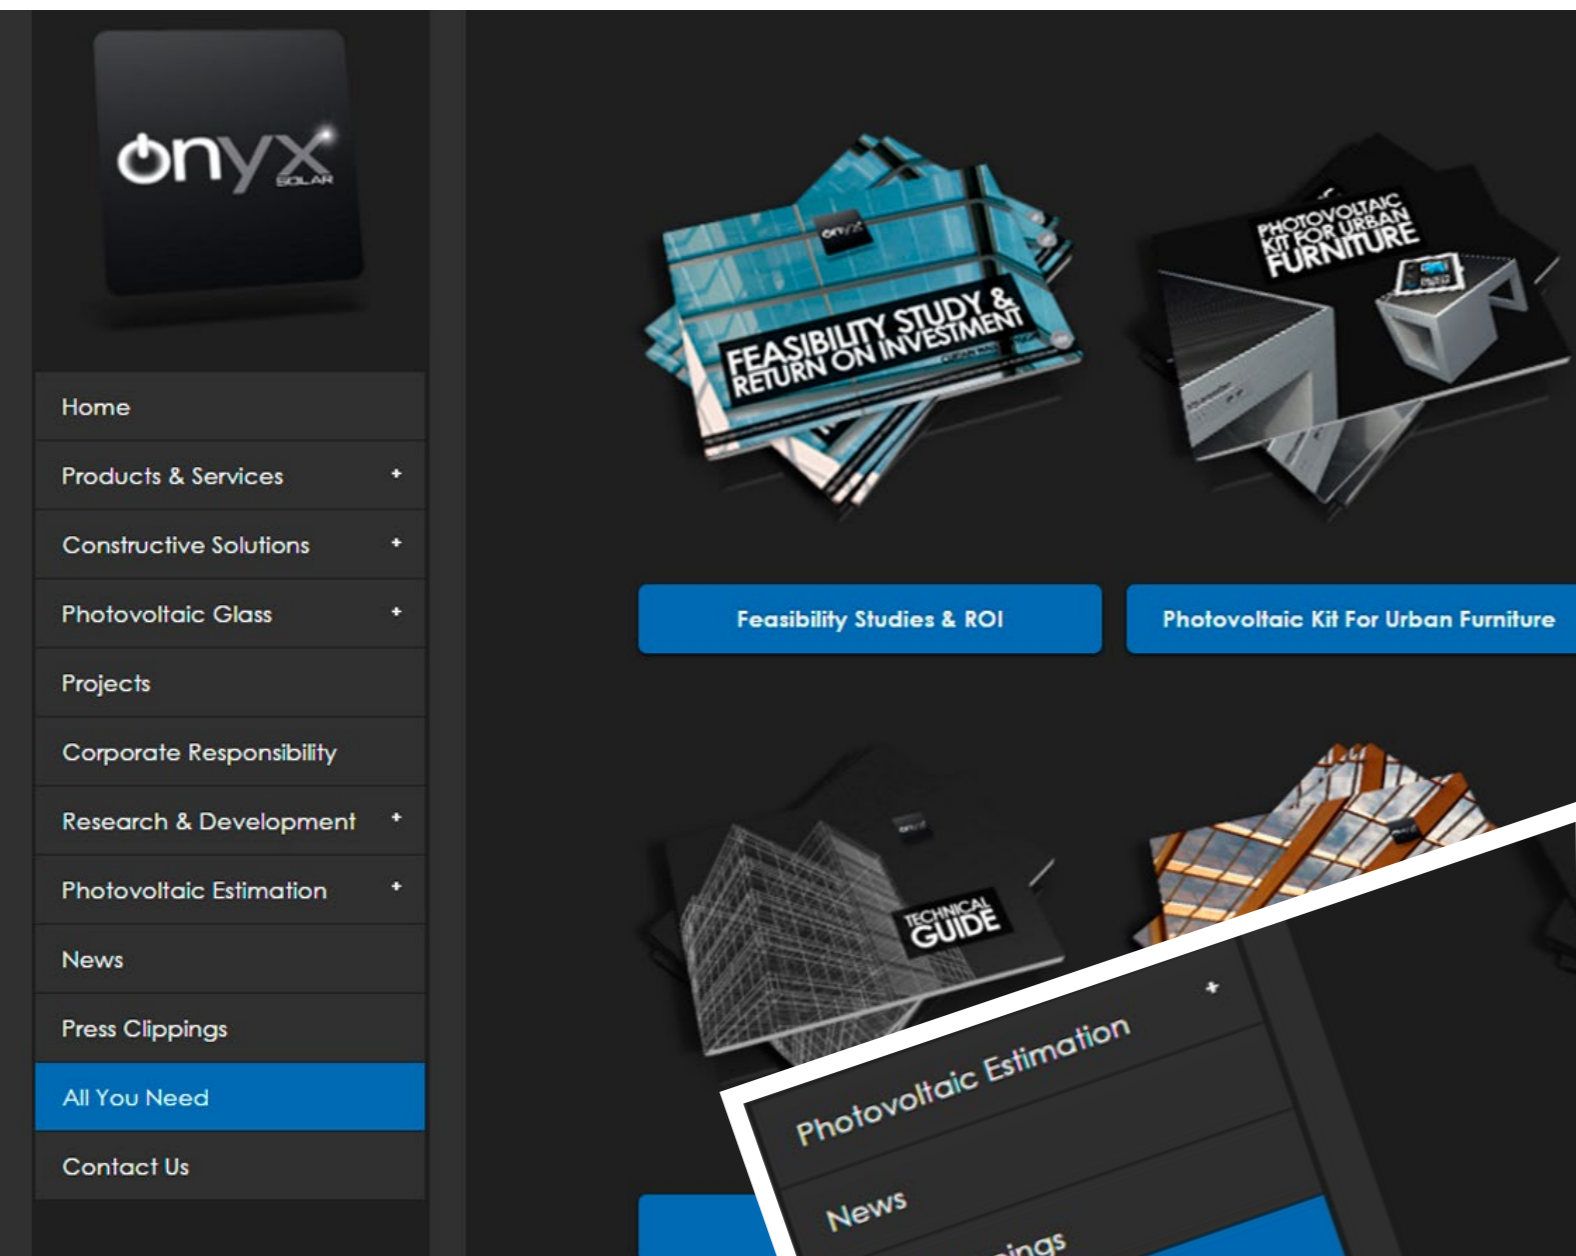 onyx
SOLAR
Home
Products & Services +
Constructive Solutions +
Photovoltaic Glass +
Projects
Corporate Responsibility
Research & Development +
Photovoltaic Estimation +
News
Press Clippings
All You Need
Contact Us
onyx
FEASIBILITY STUDY &
RETURN ON INVESTMENT
PHOTOVOLTAIC
KIT FOR URBAN
FURNITURE
Feasibility Studies & ROI
Photovoltaic Kit For Urban Furniture
onyx
TECHNICAL
GUIDE
Photovoltaic Estimation +
News